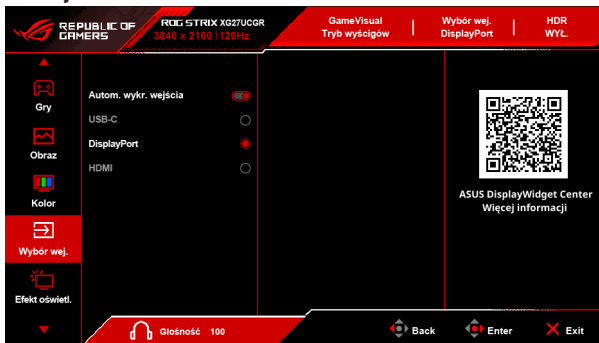 REPUBLIC OF
GAMERS
ROG STRIX XG27UCGR
3840 x 2160 | 120Hz
GameVisual
Tryb wyścigów
Wybór wej.
DisplayPort
HDR
WYŁ.
Gry
Obraz
Kolor
Wybór wej.
Efekt oświetl.
Autom. wykr. wejścia
USB-C
DisplayPort
HDMI
ASUS DisplayWidget Center
Więcej informacji
Głośność 100
Back
Enter
Exit